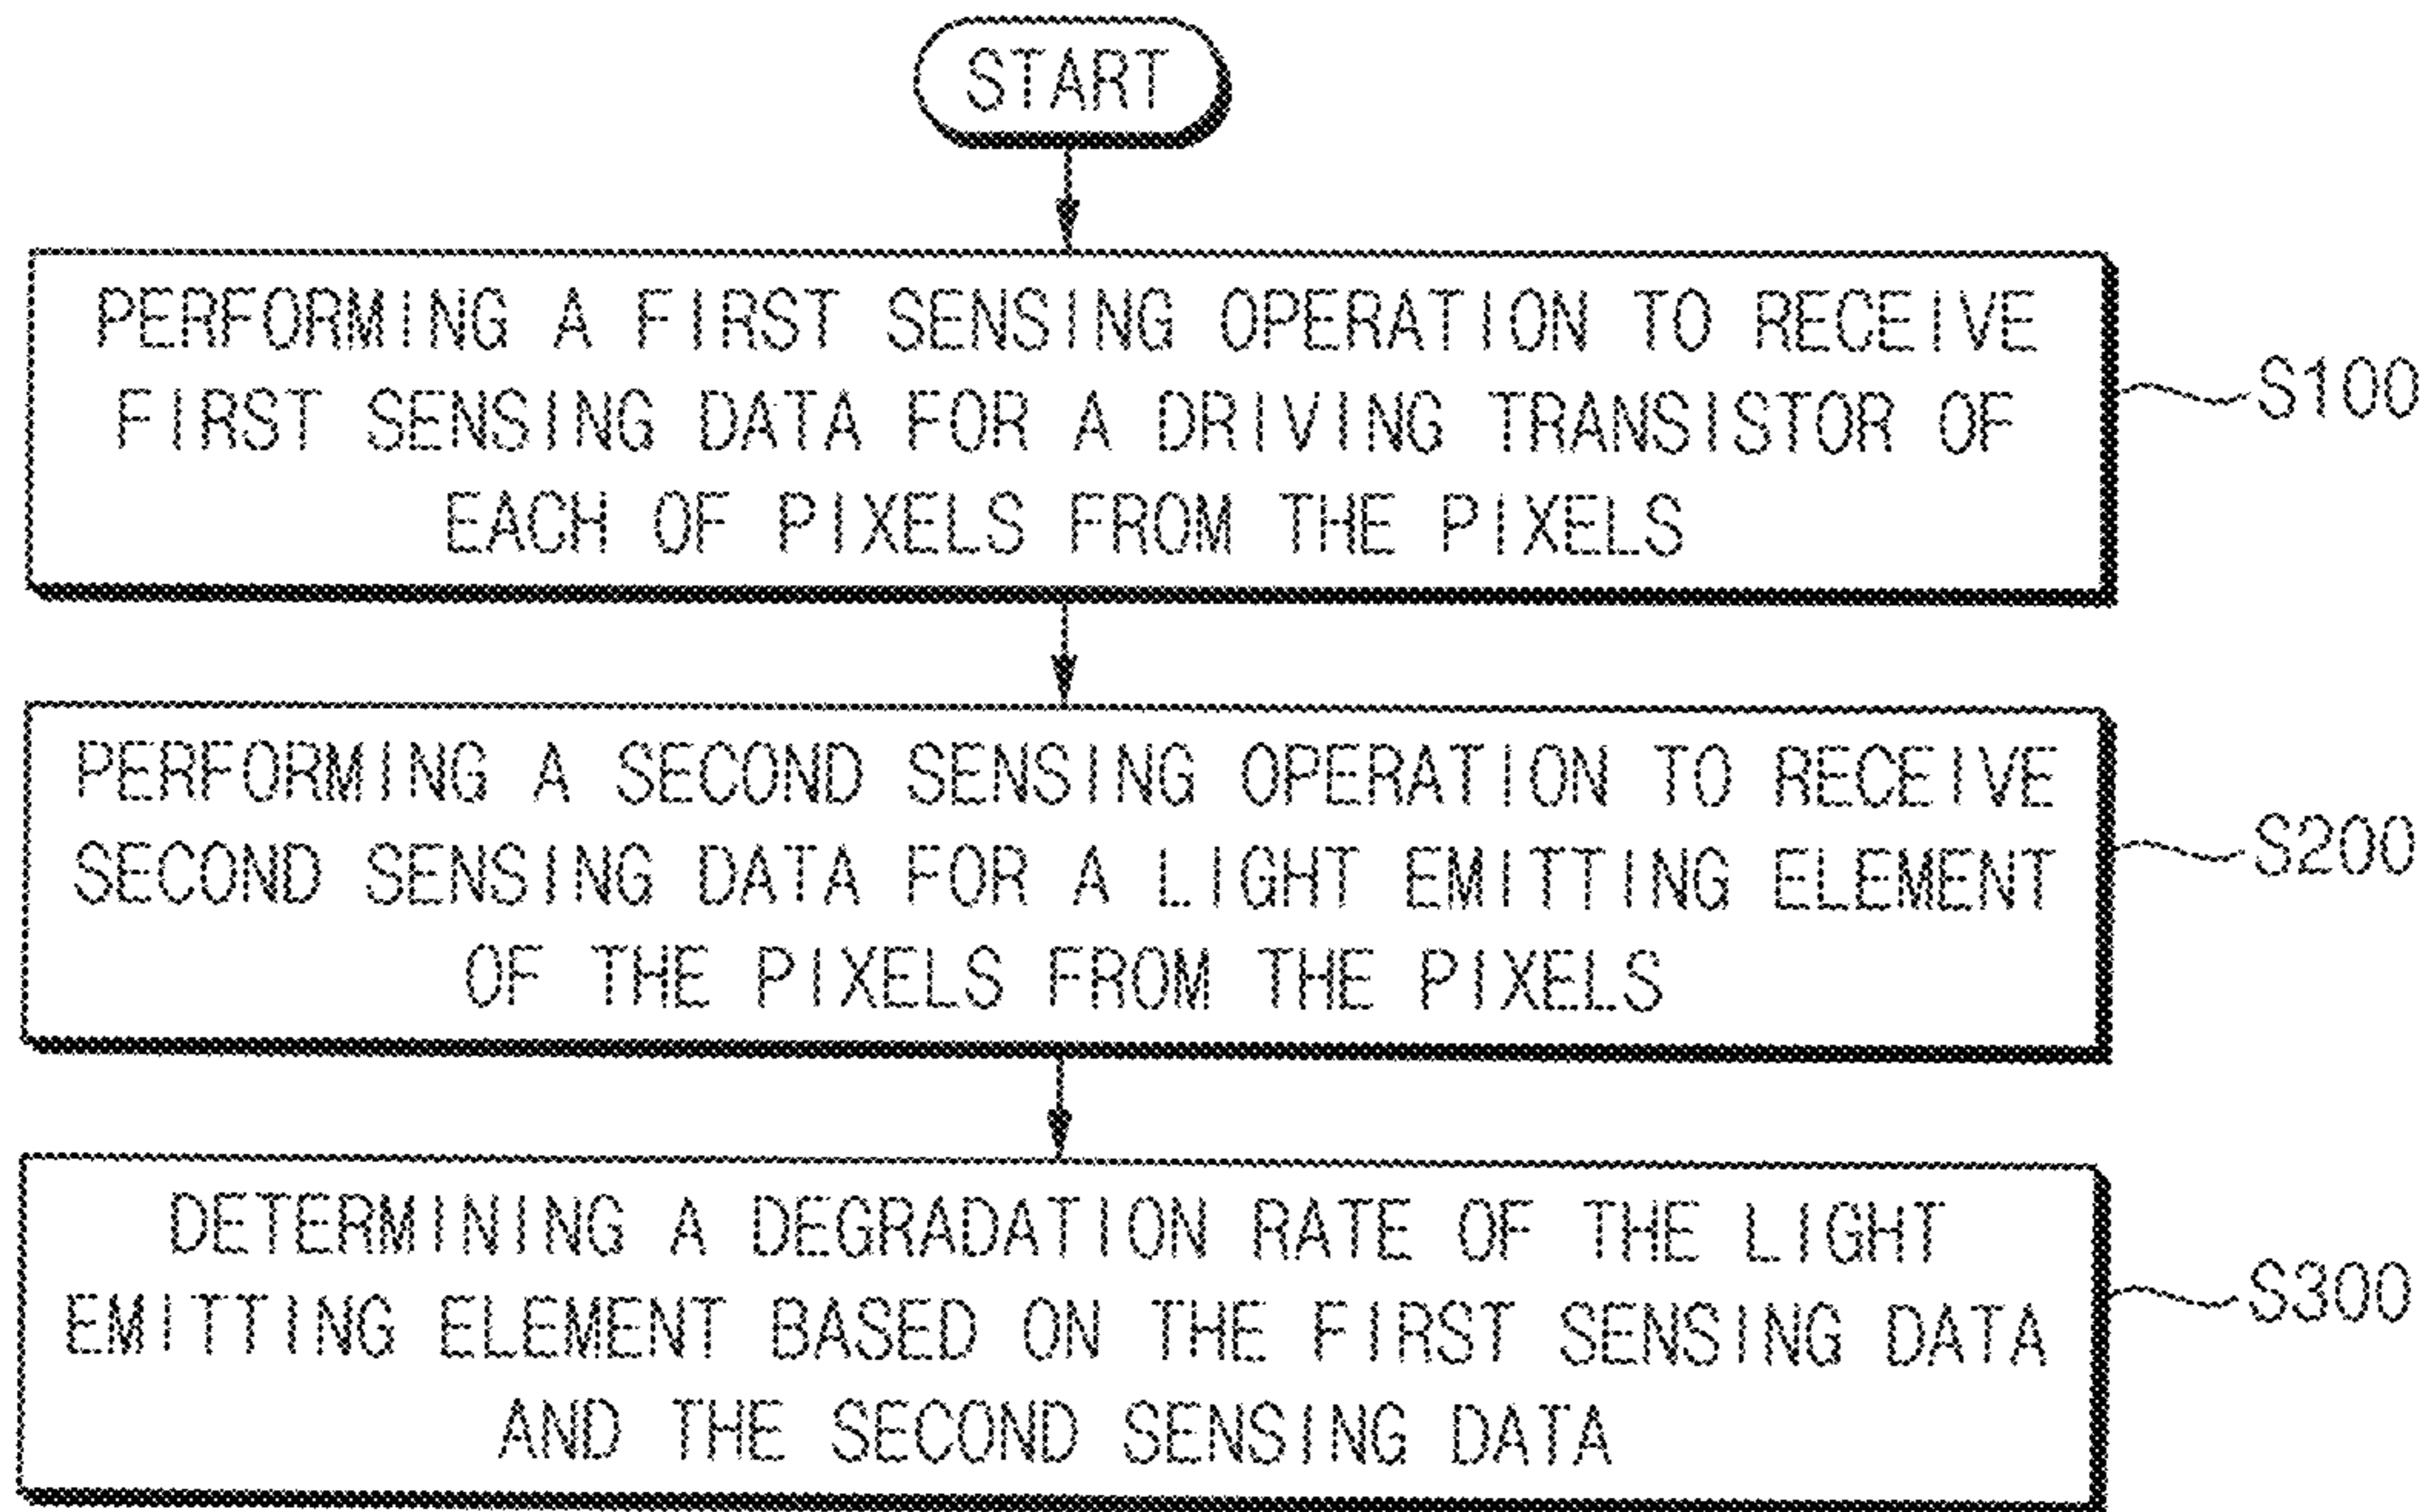 START
PERFORMING A FIRST SENSING OPERATION TO RECEIVE
FIRST SENSING DATA FOR A DRIVING TRANSISTOR OF
EACH OF PIXELS FROM THE PIXELS
S100
PERFORMING A SECOND SENSING OPERATION TO RECEIVE
SECOND SENSING DATA FOR A LIGHT EMITTING ELEMENT
OF THE PIXELS FROM THE PIXELS
S200
DETERMINING A DEGRADATION RATE OF THE LIGHT
EMITTING ELEMENT BASED ON THE FIRST SENSING DATA
AND THE SECOND SENSING DATA
S300